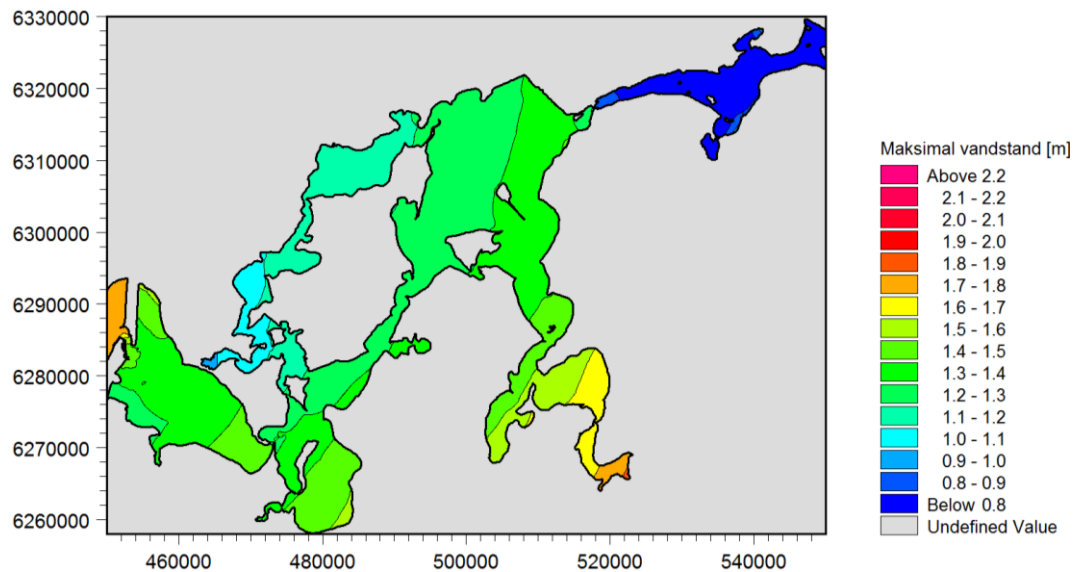 6330000
6320000
6310000
6300000
6290000
6280000
6270000
6260000
460000 480000 500000 520000 540000
Maksimal vandstand [m]
Above 2.2
2.1 - 2.2
2.0 - 2.1
1.9 - 2.0
1.8 - 1.9
1.7 - 1.8
1.6 - 1.7
1.5 - 1.6
1.4 - 1.5
1.3 - 1.4
1.2 - 1.3
1.1 - 1.2
1.0 - 1.1
0.9 - 1.0
0.8 - 0.9
Below 0.8
Undefined Value